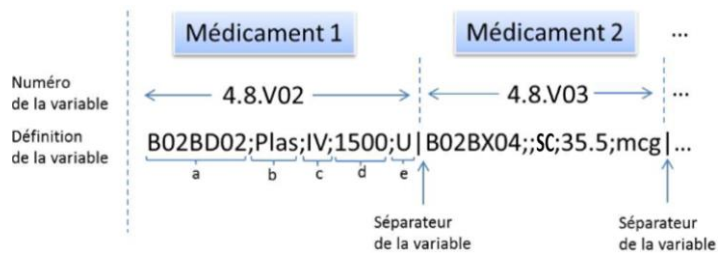 Médicament 1 Médicament 2 ...
Numéro
de la variable
4.8.V02 4.8.V03 ...
Définition
de la variable
B02BD02;Plas;IV;1500;U|B02BX04;;SC;35.5;mcg|...
a b c d e
Séparateur
de la variable
Séparateur
de la variable